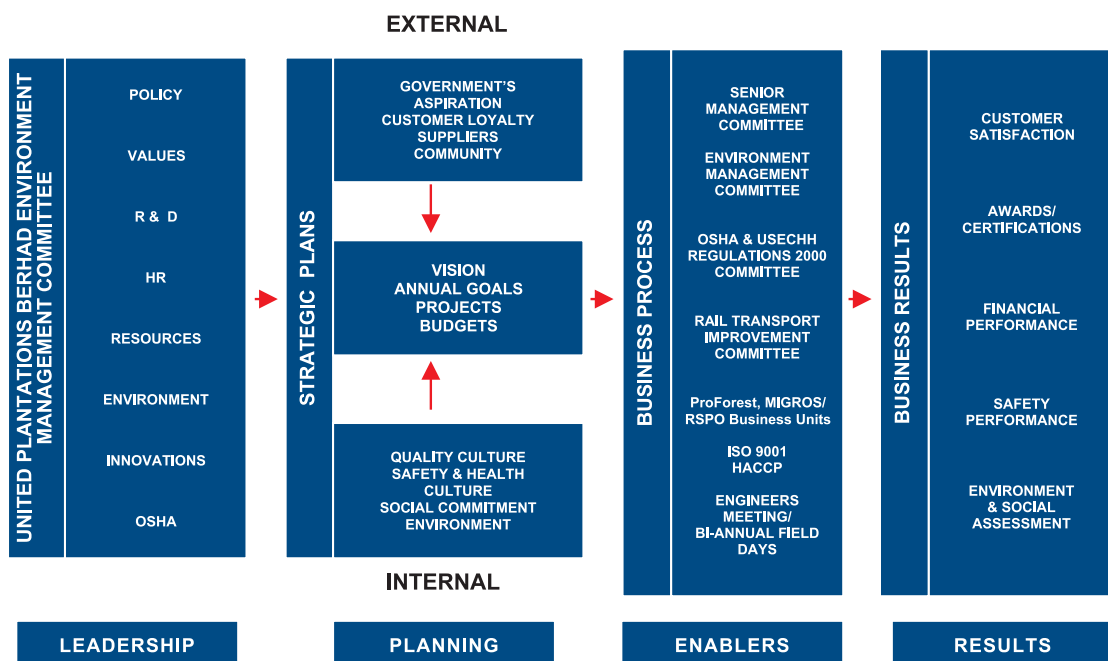 EXTERNAL
UNITED PLANTATIONS BERHAD ENVIRONMENT
MANAGEMENT COMMITTEE
POLICY
VALUES
R & D
HR
RESOURCES
ENVIRONMENT
INNOVATIONS
OSHA
STRATEGIC PLANS
GOVERNMENT'S
ASPIRATION
CUSTOMER LOYALTY
SUPPLIERS
COMMUNITY
VISION
ANNUAL GOALS
PROJECTS
BUDGETS
QUALITY CULTURE
SAFETY & HEALTH
CULTURE
SOCIAL COMMITMENT
ENVIRONMENT
INTERNAL
BUSINESS PROCESS
SENIOR
MANAGEMENT
COMMITTEE
ENVIRONMENT
MANAGEMENT
COMMITTEE
OSHA & USECHH
REGULATIONS 2000
COMMITTEE
RAIL TRANSPORT
IMPROVEMENT
COMMITTEE
ProForest, MIGROS/
RSPO Business Units
ISO 9001
HACCP
ENGINEERS
MEETING/
BI-ANNUAL FIELD
DAYS
BUSINESS RESULTS
CUSTOMER
SATISFACTION
AWARDS/
CERTIFICATIONS
FINANCIAL
PERFORMANCE
SAFETY
PERFORMANCE
ENVIRONMENT
& SOCIAL
ASSESSMENT
LEADERSHIP
PLANNING
ENABLERS
RESULTS